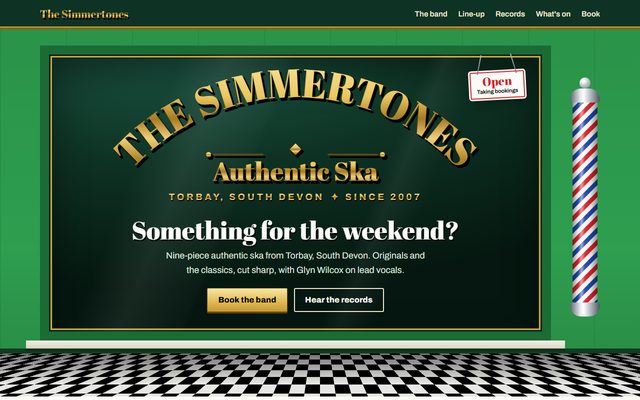 The Simmertones
The band Line-up Records What's on Book
THE SIMMERTONES
Open
Taking bookings
Authentic Ska
TORBAY, SOUTH DEVON ✦ SINCE 2007
Something for the weekend?
Nine-piece authentic ska from Torbay, South Devon. Originals and
the classics, cut sharp, with Glyn Wilcox on lead vocals.
Book the band
Hear the records